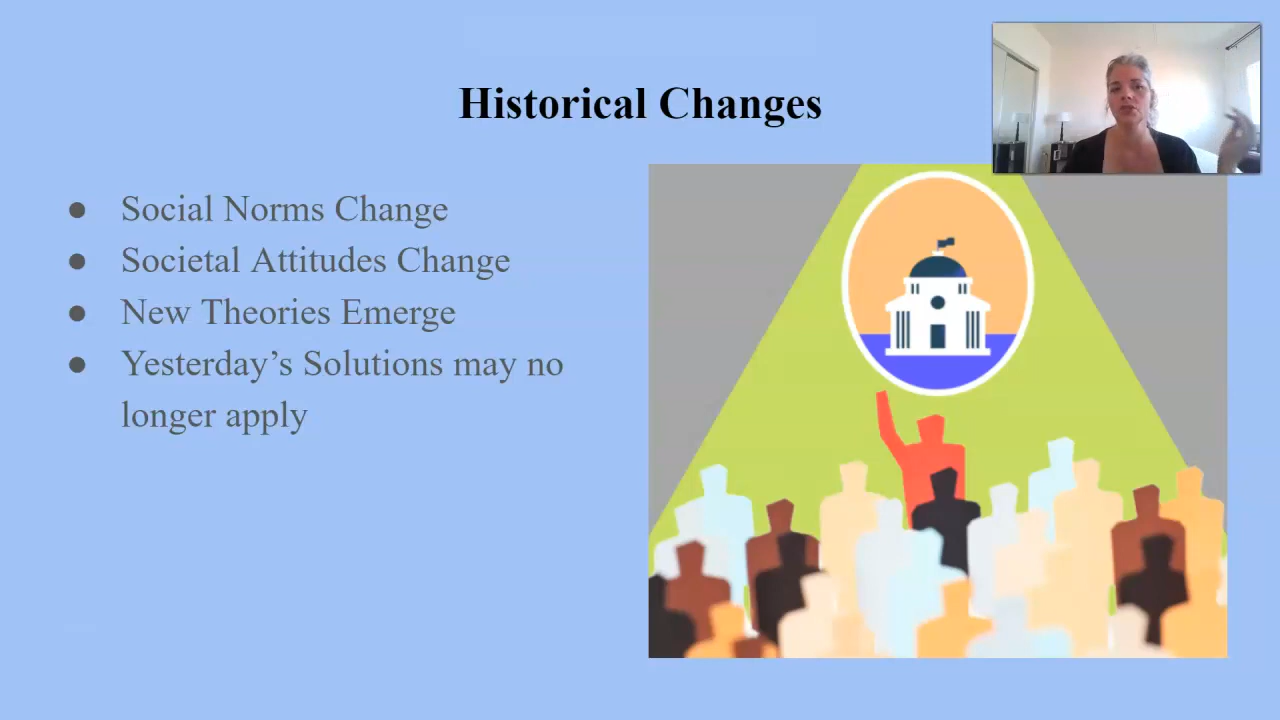 Historical Changes
● Social Norms Change
● Societal Attitudes Change
● New Theories Emerge
● Yesterday’s Solutions may no
longer apply